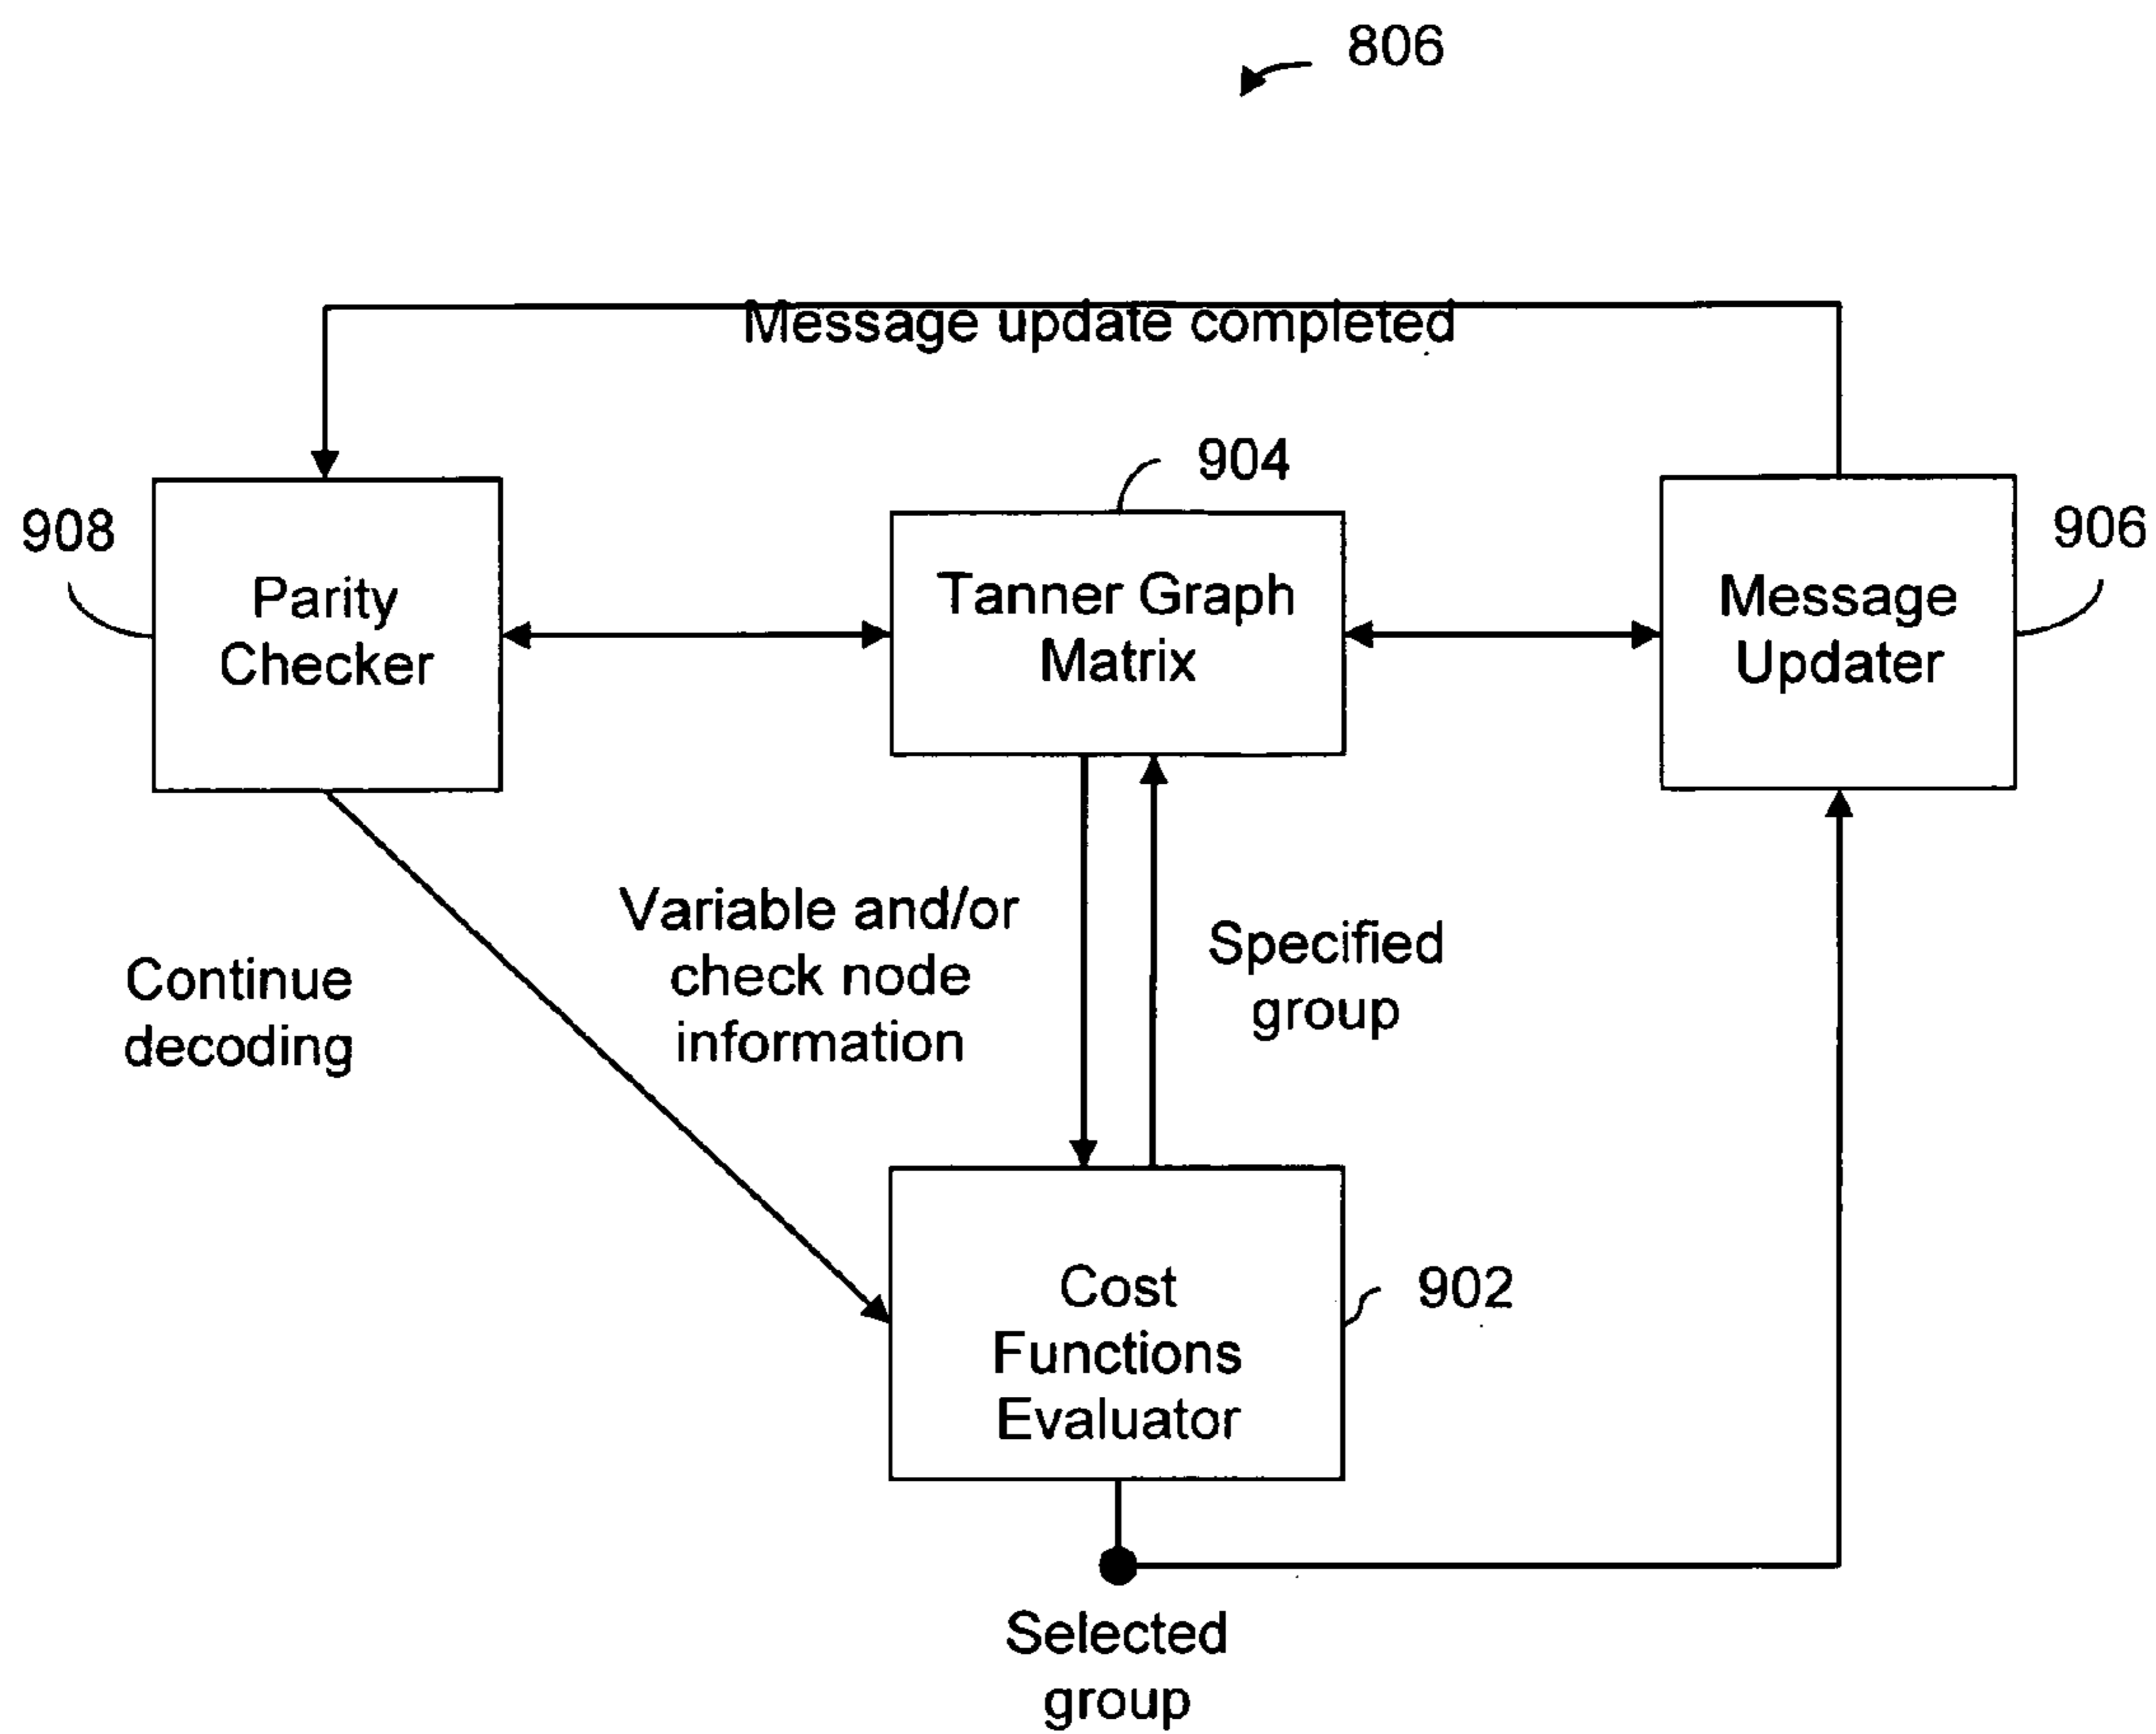 806
Message update completed
904
908
906
Parity
Checker
Tanner Graph
Matrix
Message
Updater
Continue
decoding
Variable and/or
check node
information
Specified
group
Cost
Functions
Evaluator
902
Selected
group